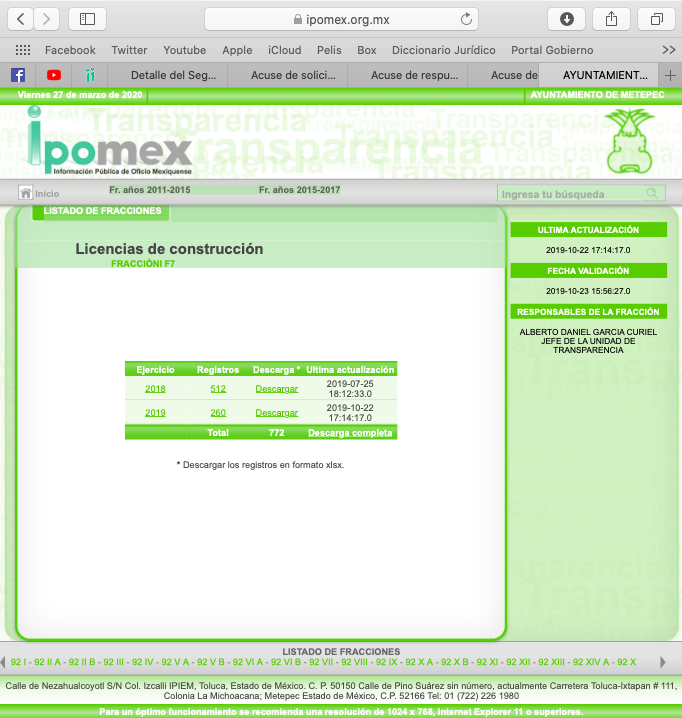 ipomex.org.mx
Facebook Twitter Youtube Apple iCloud Pelis Box Diccionario Jurídico Portal Gobierno >>
Detalle del Seg... Acuse de solici... Acuse de respu... Acuse de AYUNTAMIENT... +
Viernes 27 de marzo de 2020 AYUNTAMIENTO DE METEPEC
Transparencia
Transparencia
ipomex
Información Pública de Oficio Mexiquense
Inicio Fr. años 2011-2015 Fr. años 2015-2017 Ingresa tu búsqueda
LISTADO DE FRACCIONES
Licencias de construcción
FRACCIÓNI F7
Ejercicio Registros Descarga * Ultima actualización
2018 512 Descargar 2019-07-25 18:12:33.0
2019 260 Descargar 2019-10-22 17:14:17.0
Total 772 Descarga completa
* Descargar los registros en formato xlsx.
ULTIMA ACTUALIZACIÓN
2019-10-22 17:14:17.0
FECHA VALIDACIÓN
2019-10-23 15:56:27.0
RESPONSABLES DE LA FRACCIÓN
ALBERTO DANIEL GARCIA CURIEL
JEFE DE LA UNIDAD DE
TRANSPARENCIA
LISTADO DE FRACCIONES
92 I - 92 II A - 92 II B - 92 III - 92 IV - 92 V A - 92 V B - 92 VI A - 92 VI B - 92 VII - 92 VIII - 92 IX - 92 X A - 92 X B - 92 XI - 92 XII - 92 XIII - 92 XIV A - 92 X
Calle de Nezahualcoyotl S/N Col. Izcalli IPIEM, Toluca, Estado de México. C. P. 50150 Calle de Pino Suárez sin número, actualmente Carretera Toluca-Ixtapan # 111,
Colonia La Michoacana; Metepec Estado de México, C.P. 52166 Tel: 01 (722) 226 1980
Para un óptimo funcionamiento se recomienda una resolución de 1024 x 768, Internet Explorer 11 o superiores.